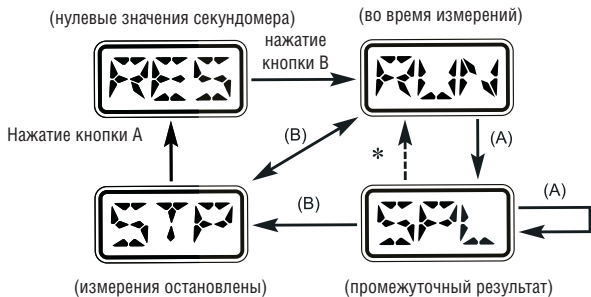 (нулевые значения секундомера)
(во время измерений)
нажатие
кнопки В
RES
RUN
Нажатие кнопки А
(B)
*
(A)
(A)
STP
(B)
SPL
(измерения остановлены)
(промежуточный результат)